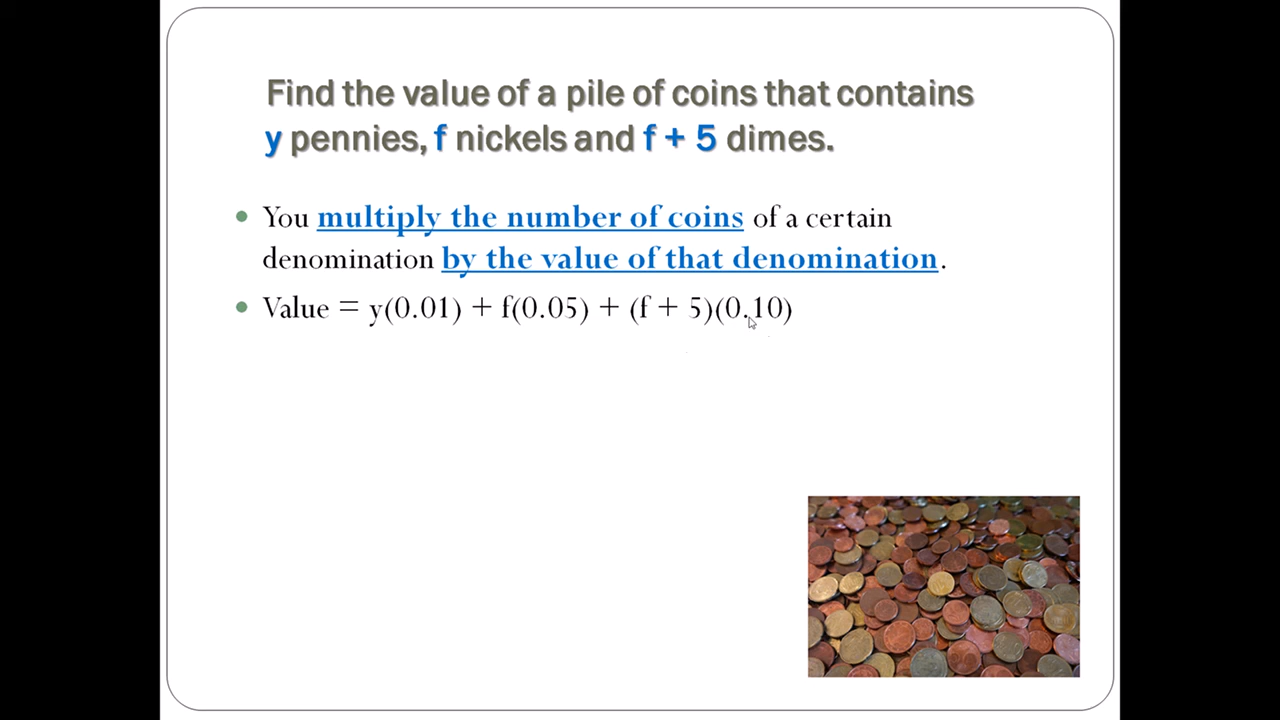 Find the value of a pile of coins that contains
y pennies, f nickels and f + 5 dimes.
You multiply the number of coins of a certain
denomination by the value of that denomination.
Value = y(0.01) + f(0.05) + (f + 5)(0.10)